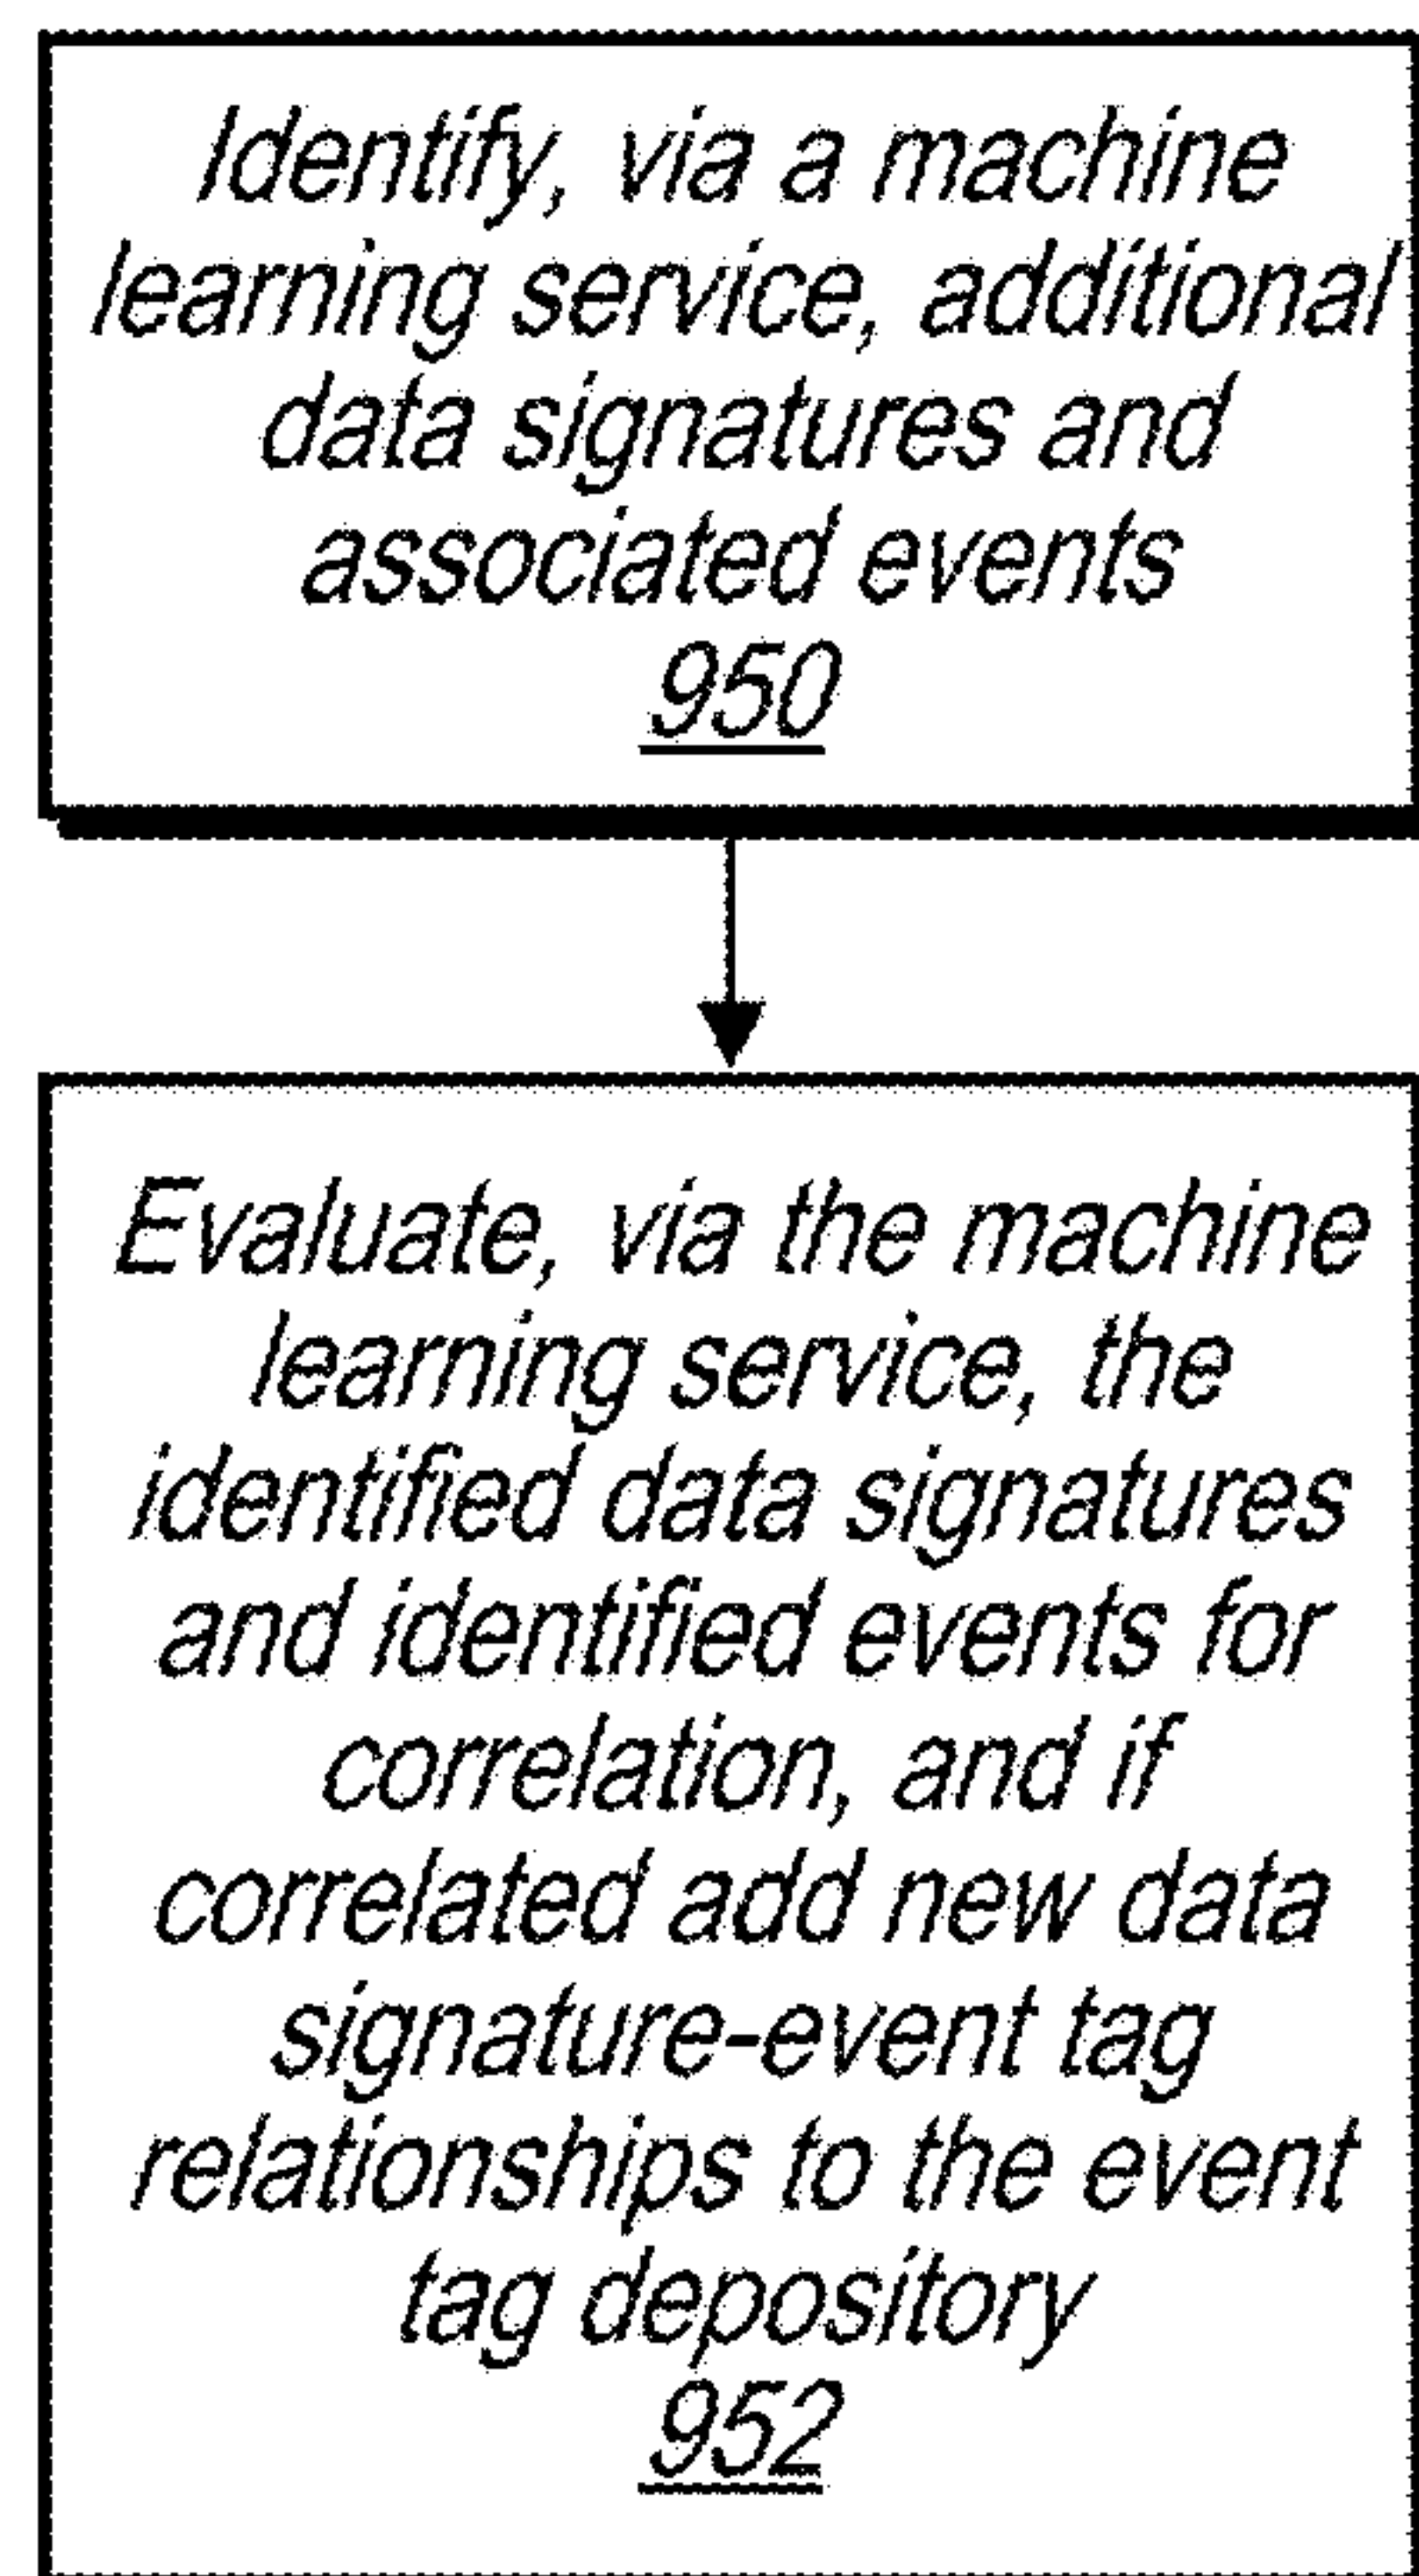 Identify, via a machine
learning service, additional
data signatures and
associated events
950
Evaluate, via the machine
learning service, the
identified data signatures
and identified events for
correlation, and if
correlated add new data
signature-event tag
relationships to the event
tag depository
952